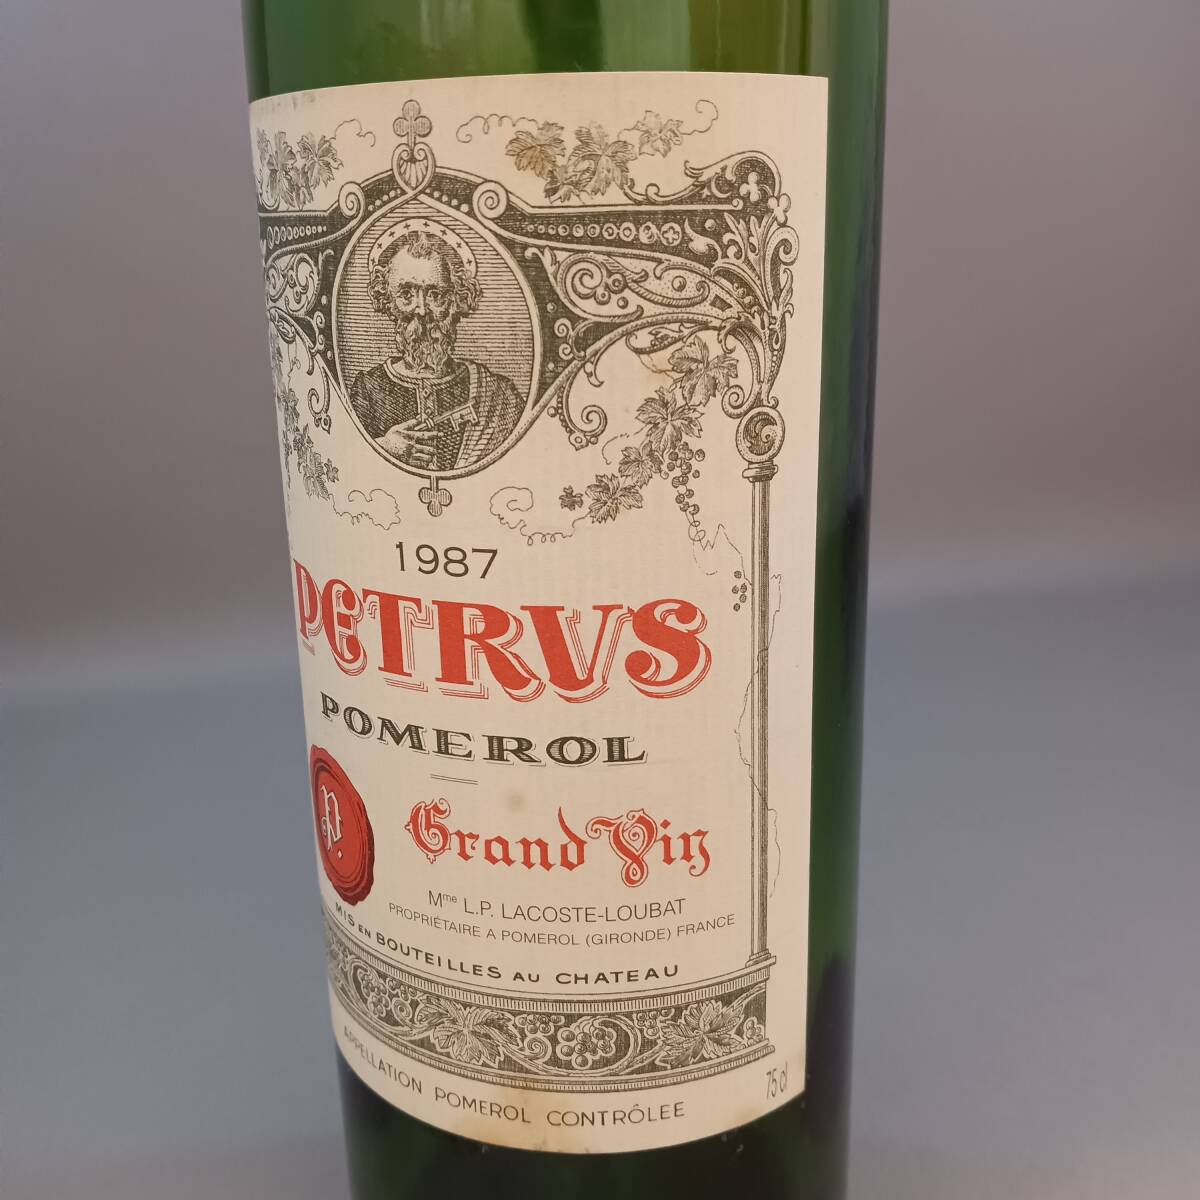 1987
PETRVS
POMEROL
P.
Grand Vin
Mme L.P. LACOSTE-LOUBAT
PROPRIÉTAIRE A POMEROL (GIRONDE) FRANCE
MIS EN BOUTEILLES AU CHATEAU
APPELLATION POMEROL CONTRÔLEE
75 cl